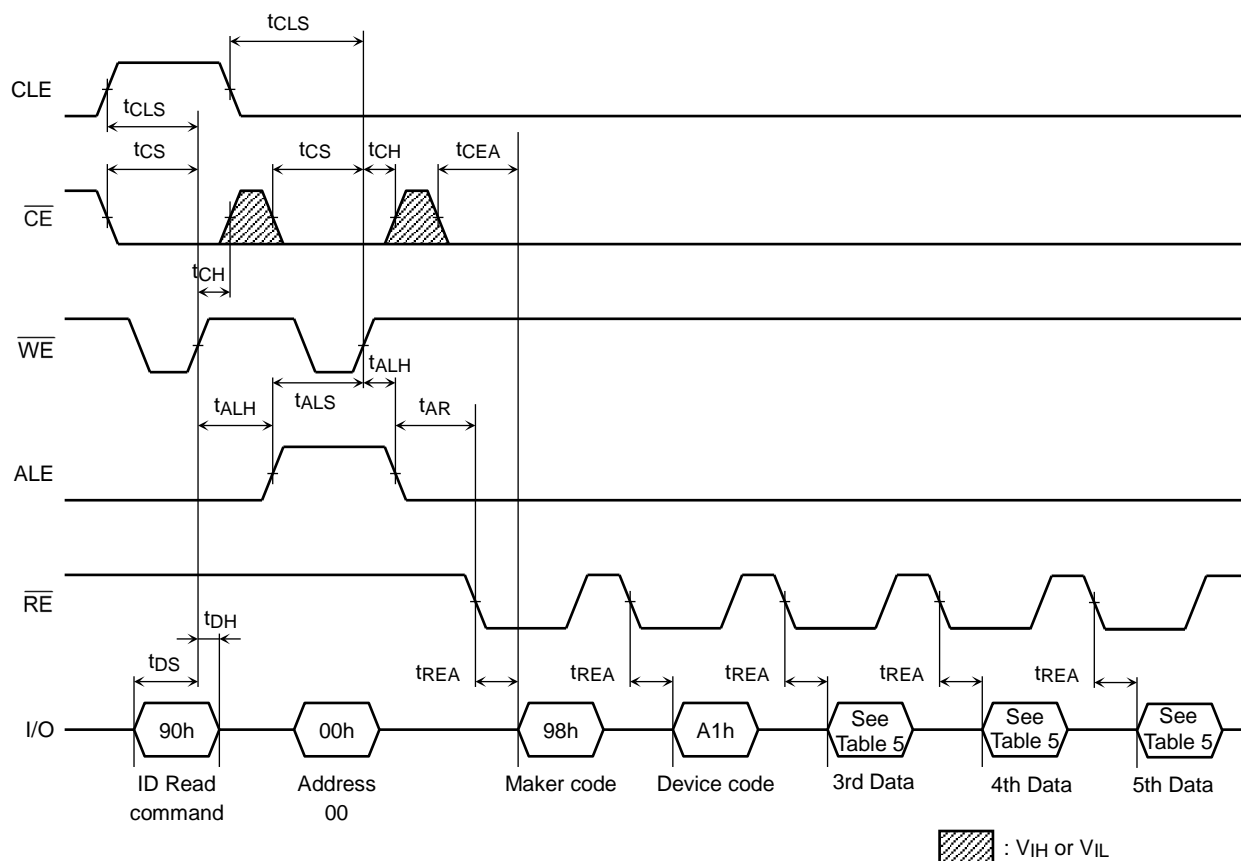 tCLS
CLE
tCLS
tCS
tCS
tCH
tCEA
CE
tCH
WE
tALH
tALH
tALS
tAR
ALE
RE
tDH
tDS
tREA
tREA
tREA
tREA
tREA
I/O
90h
00h
98h
A1h
See
Table 5
See
Table 5
See
Table 5
ID Read
command
Address
00
Maker code
Device code
3rd Data
4th Data
5th Data
: VIH or VIL